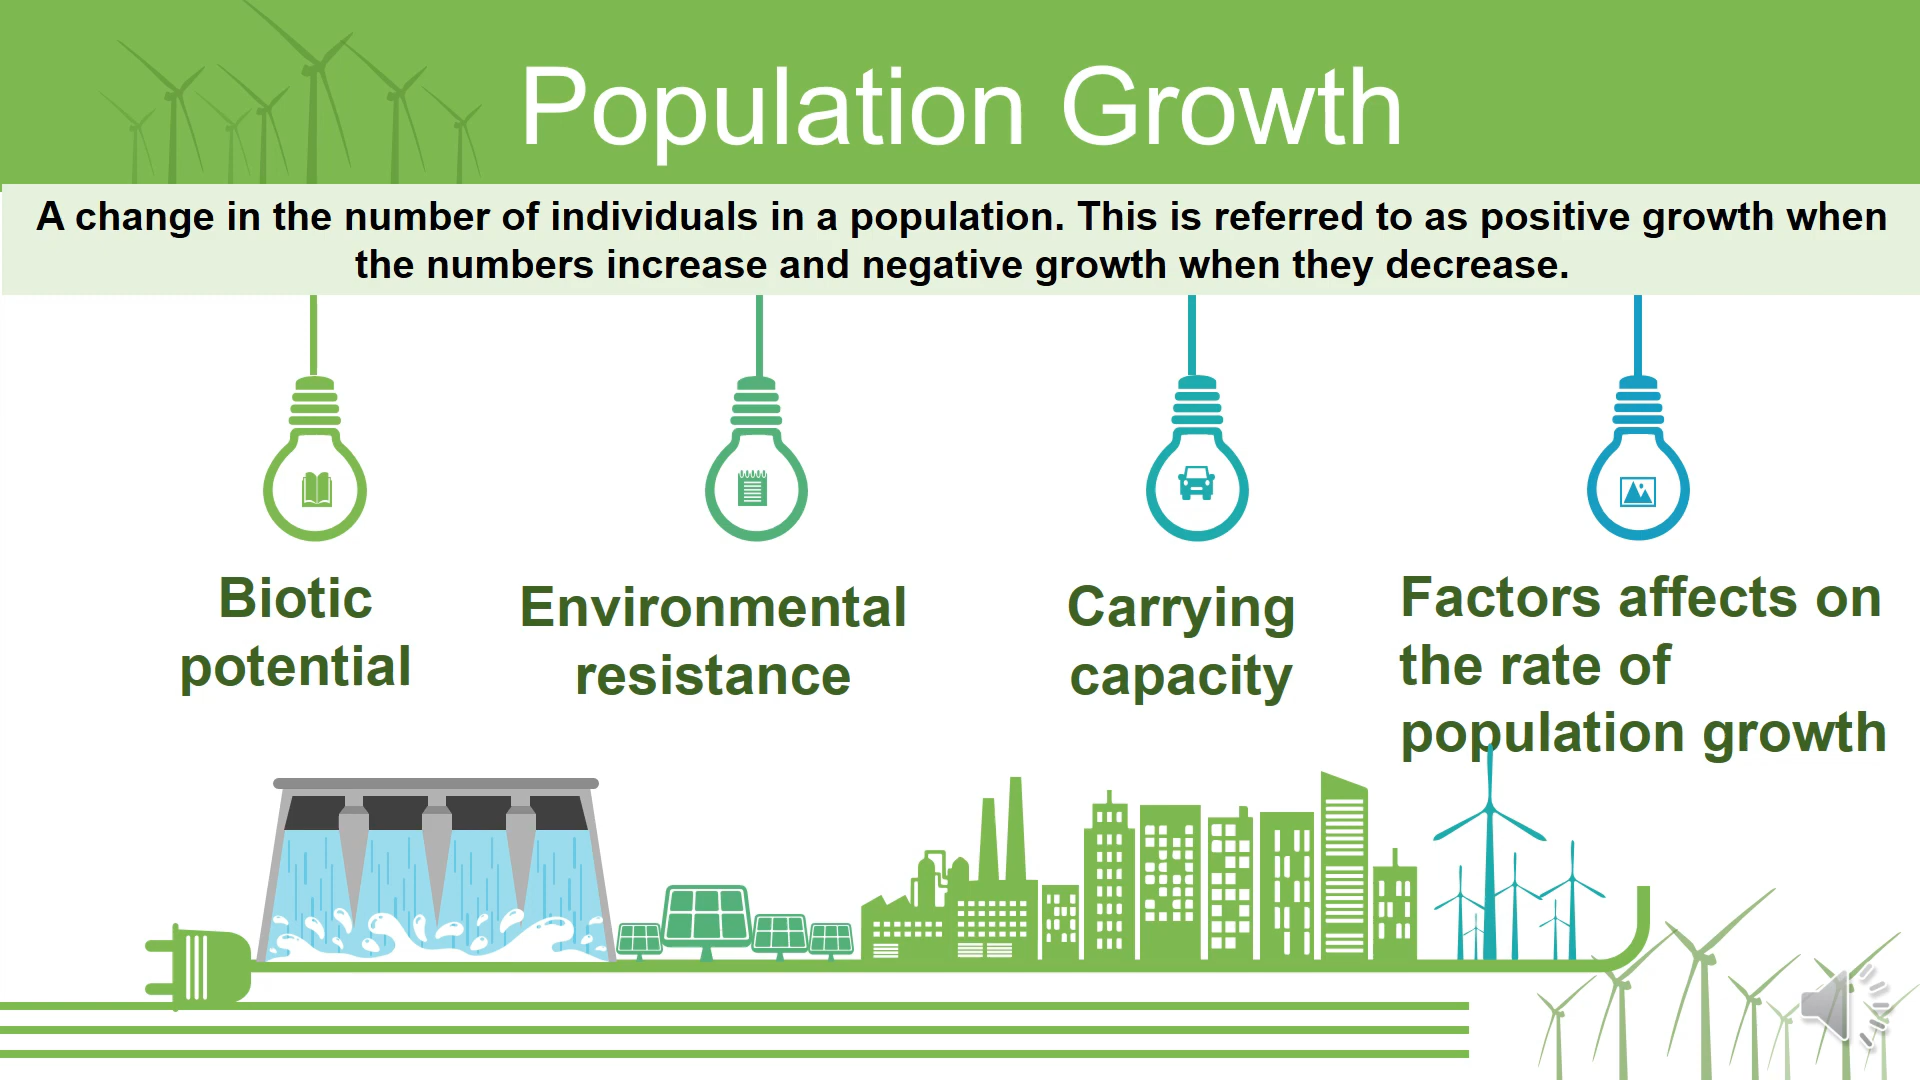 Population Growth
A change in the number of individuals in a population. This is referred to as positive growth when
the numbers increase and negative growth when they decrease.
Biotic
potential
Environmental
resistance
Carrying
capacity
Factors affects on
the rate of
population growth